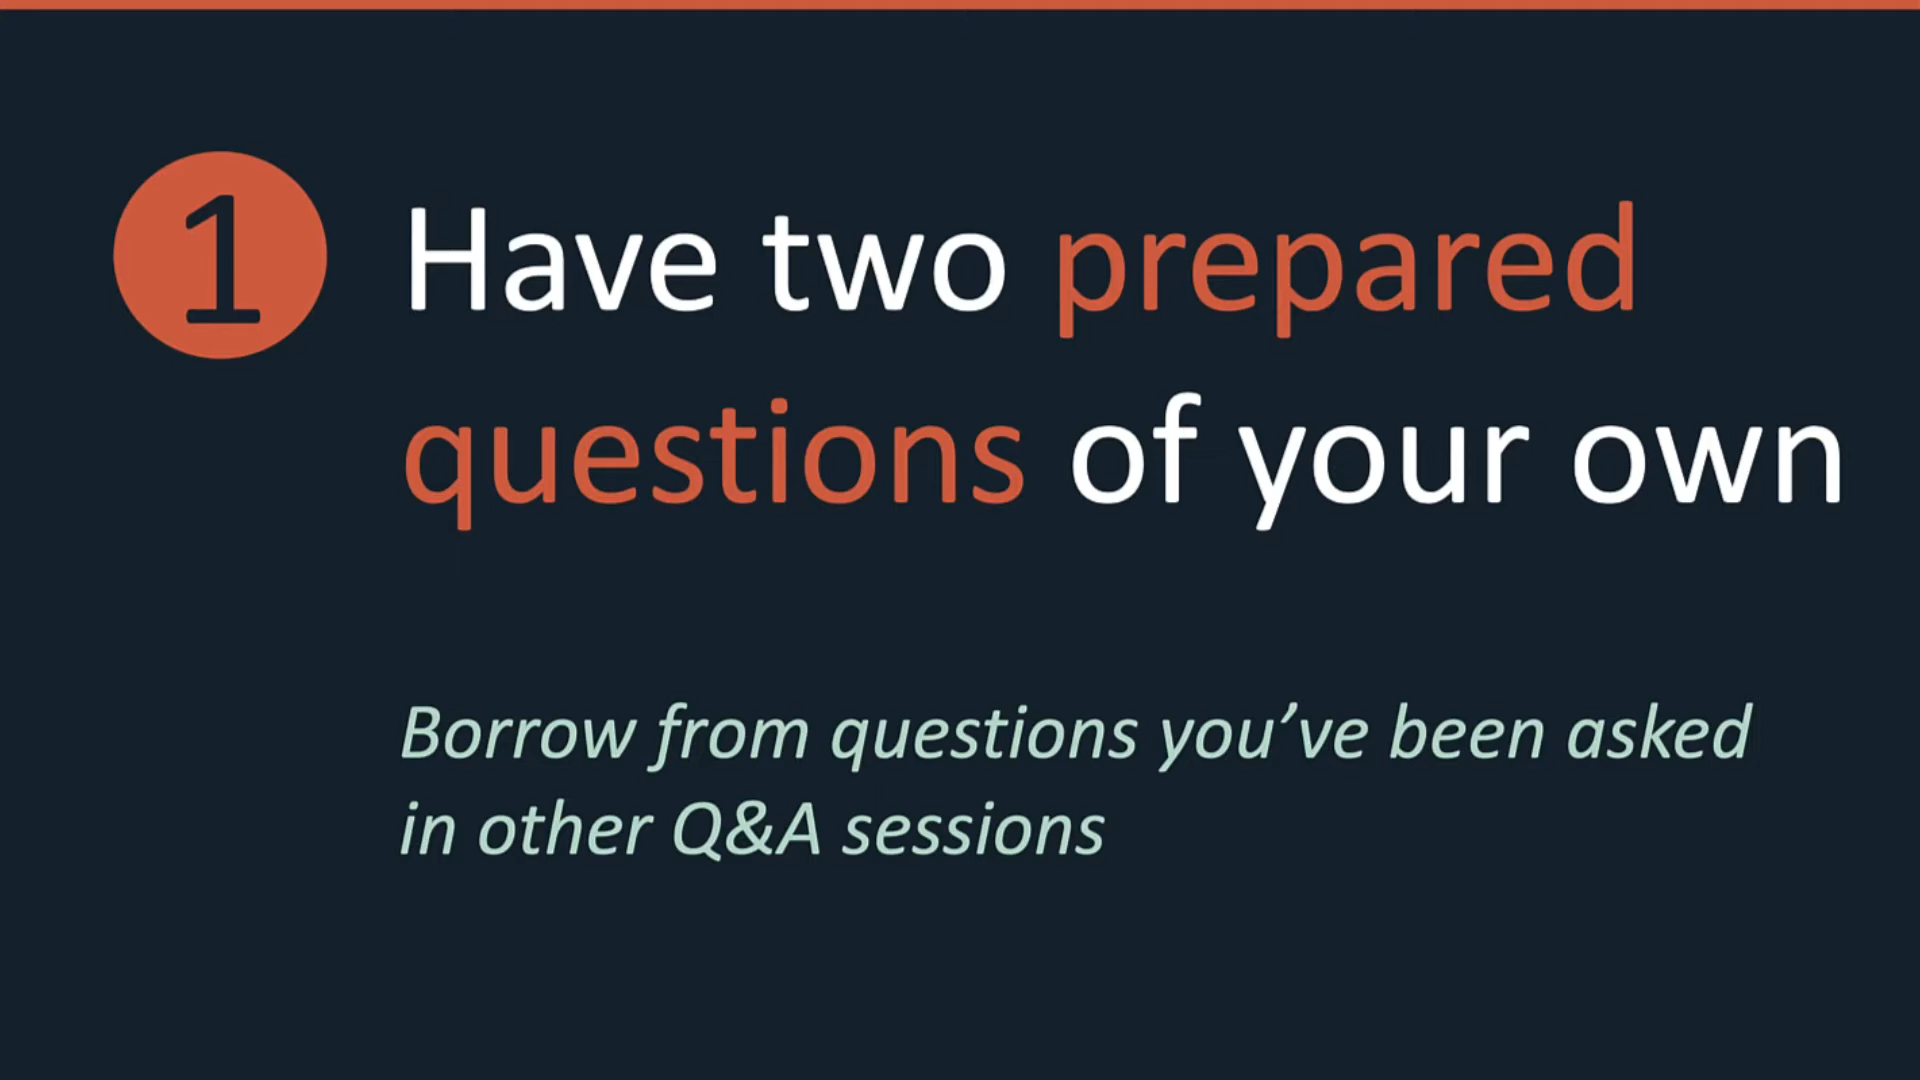 1
Have two prepared
questions of your own
Borrow from questions you’ve been asked
in other Q&A sessions